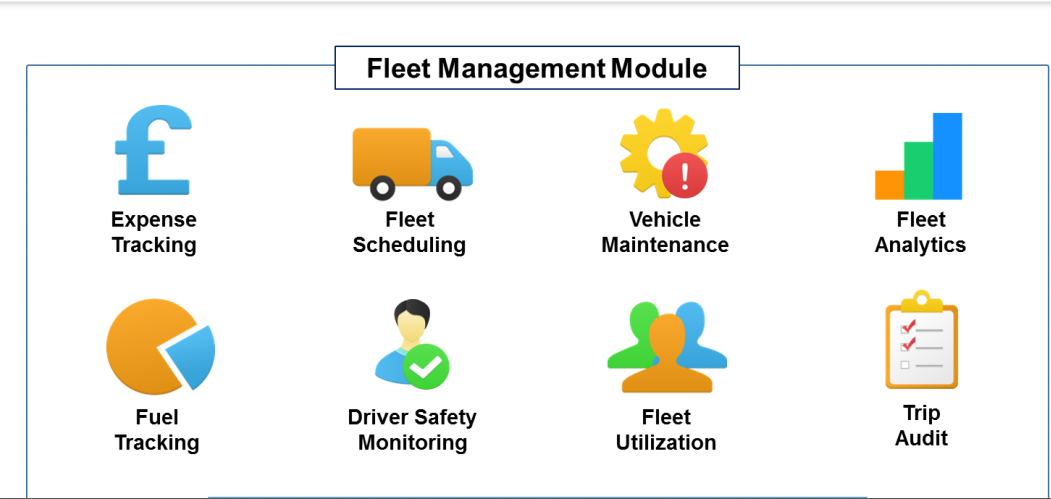 Fleet Management Module
Expense
Tracking
Fleet
Scheduling
Vehicle
Maintenance
Fleet
Analytics
Fuel
Tracking
Driver Safety
Monitoring
Fleet
Utilization
Trip
Audit